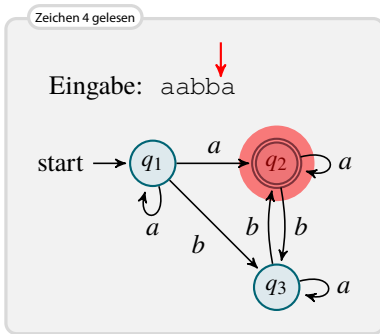 Zeichen 4 gelesen
Eingabe: aabba
start q1 a q2 a
a b b b
q3 a